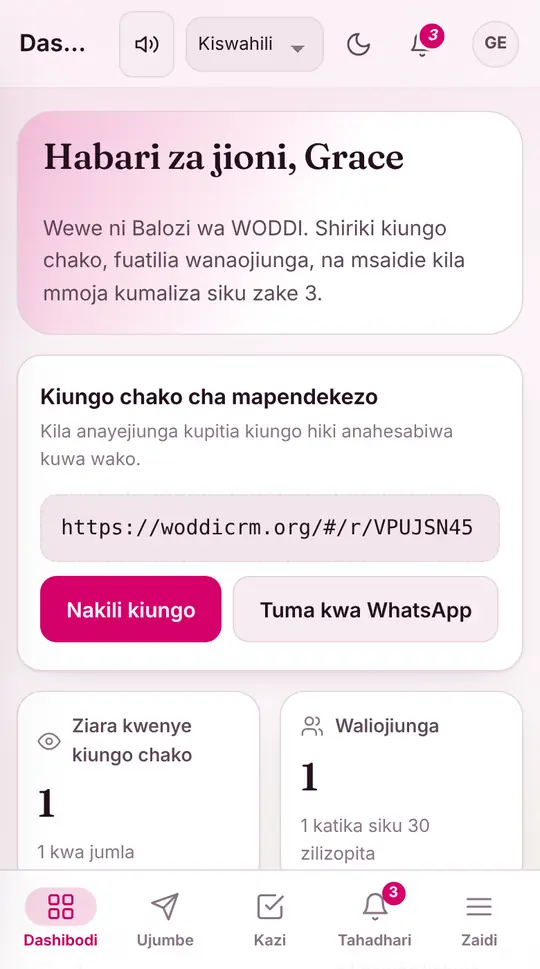 Das...
Kiswahili
3
GE
Habari za jioni, Grace
Wewe ni Balozi wa WODDI. Shiriki kiungo
chako, fuatilia wanaojiunga, na msaidie kila
mmoja kumaliza siku zake 3.
Kiungo chako cha mapendekezo
Kila anayejiunga kupitia kiungo hiki anahesabiwa
kuwa wako.
https://woddicrm.org/#/r/VPUJSN45
Nakili kiungo
Tuma kwa WhatsApp
Ziara kwenye
kiungo chako
1
1 kwa jumla
Waliojiunga
1
1 katika siku 30
zilizopita
Dashibodi
Ujumbe
Kazi
3
Tahadhari
Zaidi